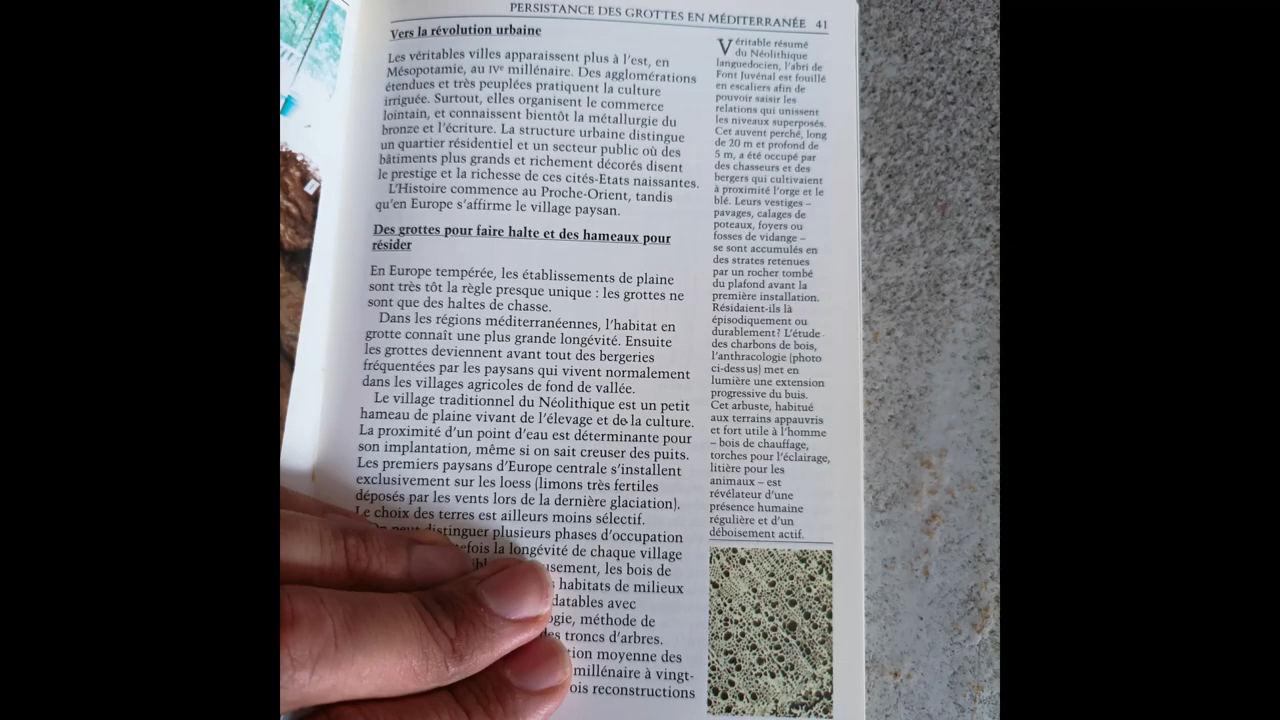 PERSISTANCE DES GROTTES EN MÉDITERRANÉE 41
Vers la révolution urbaine
Les véritables villes apparaissent plus à l'est, en
Mésopotamie, au IVe millénaire. Des agglomérations
étendues et très peuplées pratiquent la culture
irriguée. Surtout, elles organisent le commerce
lointain, et connaissent bientôt la métallurgie du
bronze et l'écriture. La structure urbaine distingue
un quartier résidentiel et un secteur public où des
bâtiments plus grands et richement décorés disent
le prestige et la richesse de ces cités-Etats naissantes.
L'Histoire commence au Proche-Orient, tandis
qu'en Europe s'affirme le village paysan.
Des grottes pour faire halte et des hameaux pour
résider
En Europe tempérée, les établissements de plaine
sont très tôt la règle presque unique : les grottes ne
sont que des haltes de chasse.
Dans les régions méditerranéennes, l'habitat en
grotte connaît une plus grande longévité. Ensuite
les grottes deviennent avant tout des bergeries
fréquentées par les paysans qui vivent normalement
dans les villages agricoles de fond de vallée.
Le village traditionnel du Néolithique est un petit
hameau de plaine vivant de l'élevage et de la culture.
La proximité d'un point d'eau est déterminante pour
son implantation, même si on sait creuser des puits.
Les premiers paysans d'Europe centrale s'installent
exclusivement sur les loess (limons très fertiles
déposés par les vents lors de la dernière glaciation).
Le choix des terres est ailleurs moins sélectif.
On peut distinguer plusieurs phases d'occupation
la longévité de chaque village
les bois de
habitats de milieux
datables avec
méthode de
des troncs d'arbres.
moyenne des
millénaire à vingt-
reconstructions
Véritable résumé
du Néolithique
languedocien, l'abri de
Font Juvénal est fouillé
en escaliers afin de
pouvoir saisir les
relations qui unissent
les niveaux superposés.
Cet auvent perché, long
de 20 m et profond de
5 m, a été occupé par
des chasseurs et des
bergers qui cultivaient
à proximité l'orge et le
blé. Leurs vestiges –
pavages, calages de
poteaux, foyers ou
fosses de vidange –
se sont accumulés en
des strates retenues
par un rocher tombé
du plafond avant la
première installation.
Résidaient-ils là
épisodiquement ou
durablement? L'étude
des charbons de bois,
l'anthracologie (photo
ci-dessus) met en
lumière une extension
progressive du buis.
Cet arbuste, habitué
aux terrains appauvris
et fort utile à l'homme
– bois de chauffage,
torches pour l'éclairage,
litière pour les
animaux – est
révélateur d'une
présence humaine
régulière et d'un
déboisement actif.